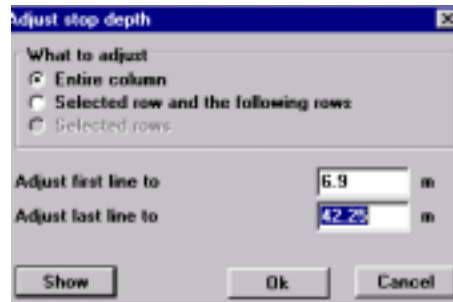 Adjust stop depth
What to adjust
Entire column
Selected row and the following rows
Selected rows
Adjust first line to 6.9 m
Adjust last line to 42.25 m
Show Ok Cancel